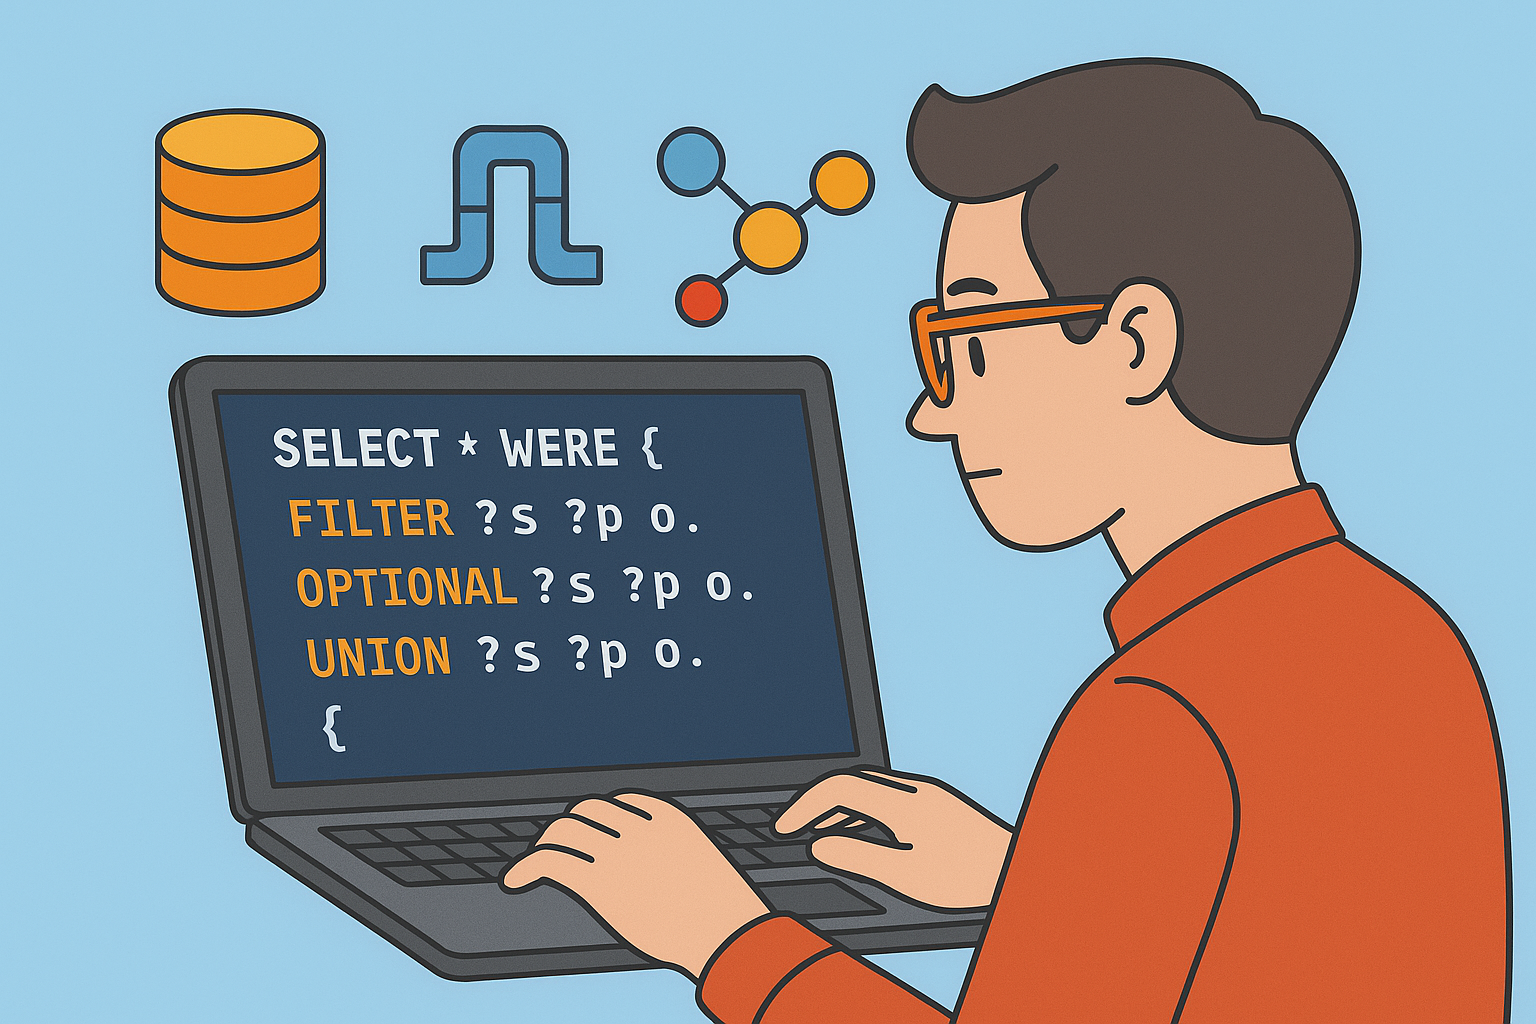 SELECT * WERE {
FILTER ?s ?p o.
OPTIONAL ?s ?p o.
UNION ?s ?p o.
{